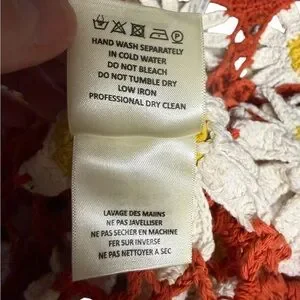 HAND WASH SEPARATELY
IN COLD WATER
DO NOT BLEACH
DO NOT TUMBLE DRY
LOW IRON
PROFESSIONAL DRY CLEAN
LAVAGE DES MAIINS
NE PAS JAVELLISER
NE PAS SECHER EN MACHINE
FER SUR INVERSE
NE PAS NETTOYER A SEC